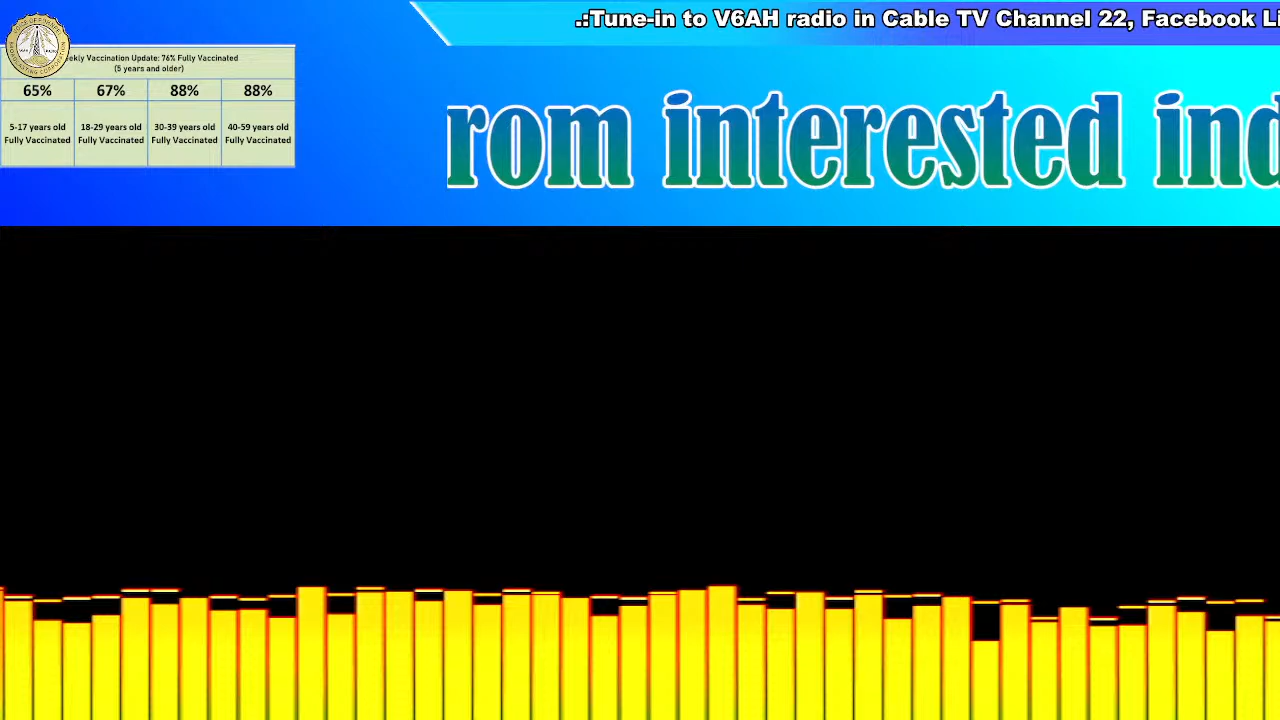 .:Tune-in to V6AH radio in Cable TV Channel 22, Facebook Li
ekly Vaccination Update: 76% Fully Vaccinated
(5 years and older)
65% 67% 88% 88%
5-17 years old 18-29 years old 30-39 years old 40-59 years old
Fully Vaccinated Fully Vaccinated Fully Vaccinated Fully Vaccinated
rom interested ind